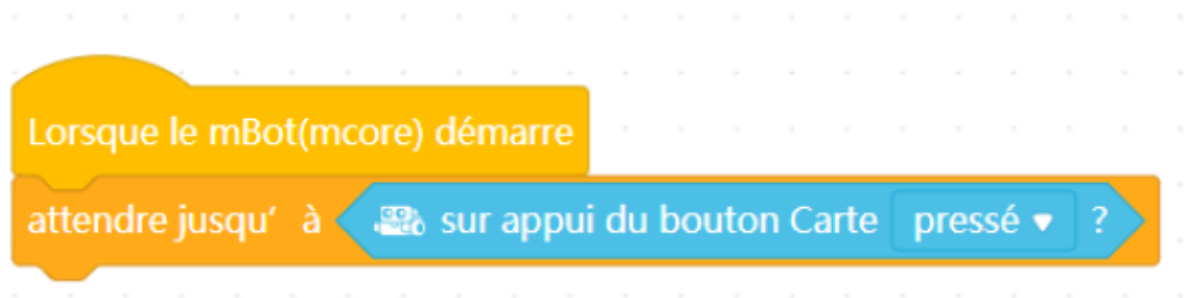 Lorsque le mBot(mcore) démarre
attendre jusqu’ à sur appui du bouton Carte pressé ?